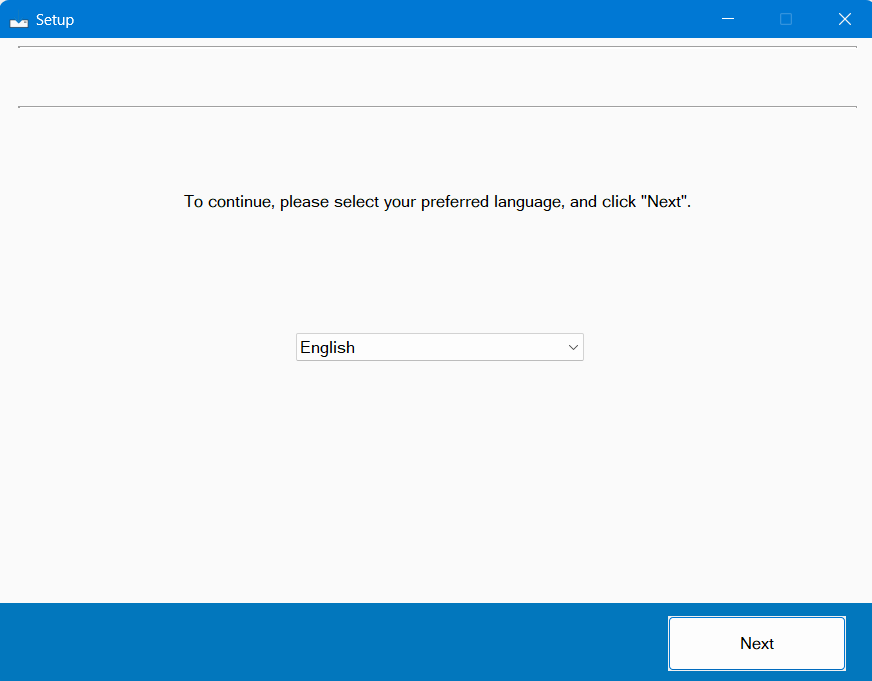 Setup
To continue, please select your preferred language, and click "Next".
English
Next